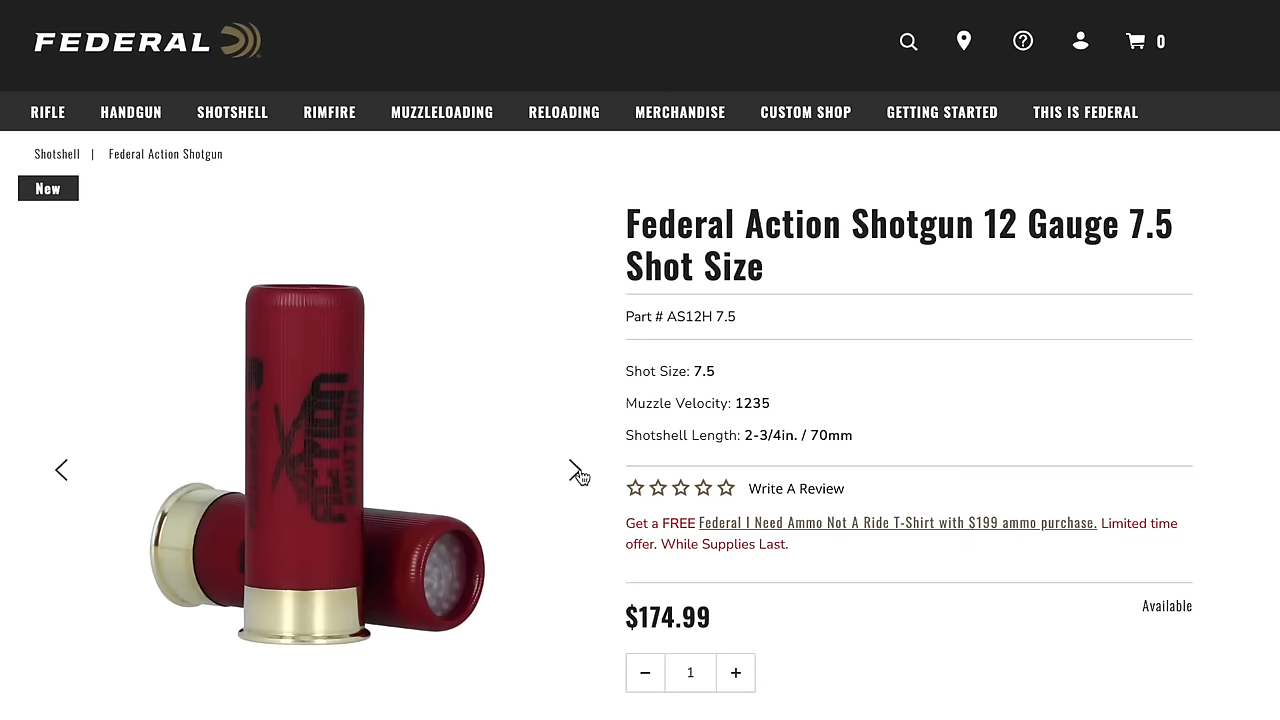 FEDERAL
0
RIFLE HANDGUN SHOTSHELL RIMFIRE MUZZLELOADING RELOADING MERCHANDISE CUSTOM SHOP GETTING STARTED THIS IS FEDERAL
Shotshell | Federal Action Shotgun
New
Federal Action Shotgun 12 Gauge 7.5
Shot Size
Part # AS12H 7.5
Shot Size: 7.5
Muzzle Velocity: 1235
Shotshell Length: 2-3/4in. / 70mm
Write A Review
Get a FREE Federal I Need Ammo Not A Ride T-Shirt with $199 ammo purchase. Limited time
offer. While Supplies Last.
$174.99
Available
− 1 +
ACTION
SHOTGUN